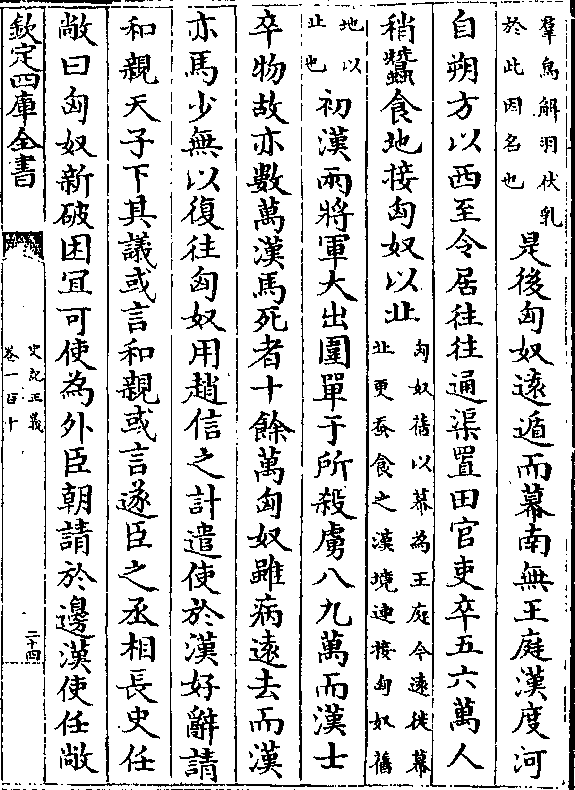 羣鳥解羽伏乳
於此因名也
是後匈奴遠遁而幕南無王庭漢度河
自朔方以西至令居往往通渠置田官吏卒五六萬人
稍蠶食地接匈奴以北
匈奴舊以幕為王庭今遠徙幕
北更蠶食之漢境連接匈奴舊
地以
北也
初漢兩將軍大出圍單于所殺虜八九萬而漢士
卒物故亦數萬漢馬死者十餘萬匈奴雖病遠去而漢
亦馬少無以復往匈奴用趙信之計遣使於漢好辭請
和親天子下其議或言和親或言遂臣之丞相長史任
敞曰匈奴新破困宜可使為外臣朝請於邊漢使任敞
欽定四庫全書
史記正義
卷一百十
二十四